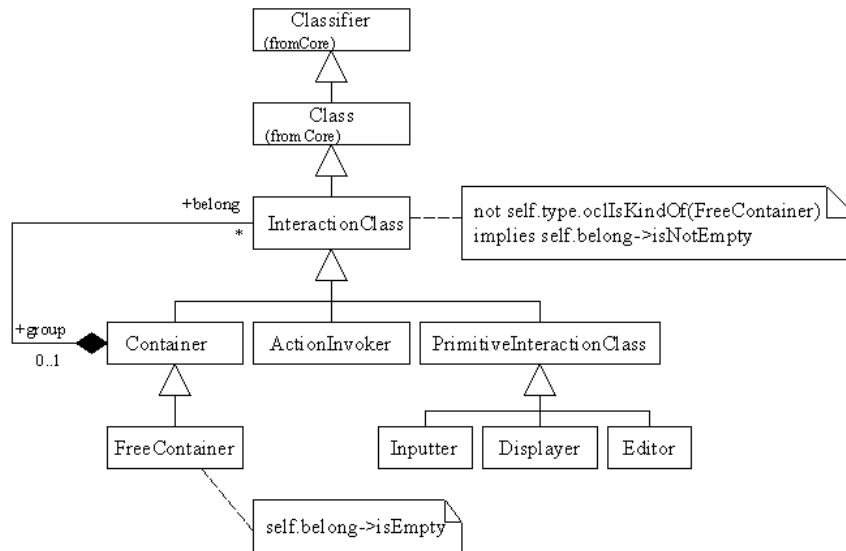 Classifier
(fromCore)
Class
(from Core)
+belong
*
InteractionClass
not self.type.oclIsKindOf(FreeContainer)
implies self.belong->isNotEmpty
+group
0..1
Container
ActionInvoker
PrimitiveInteractionClass
FreeContainer
Inputter
Displayer
Editor
self.belong->isEmpty